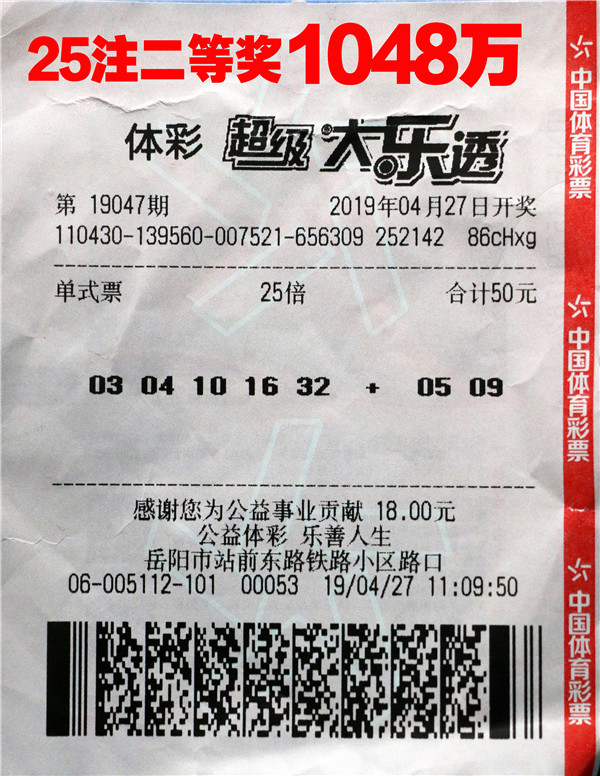 25注二等奖1048万
体彩 超级大乐透
第 19047期 2019年04月27日开奖
110430-139560-007521-656309 252142 86cHxg
单式票 25倍 合计50元
03 04 10 16 32 + 05 09
感谢您为公益事业贡献 18.00元
公益体彩 乐善人生
岳阳市站前东路铁路小区路口
06-005112-101 00053 19/04/27 11:09:50
中国体育彩票
中国体育彩票
中国体育彩票